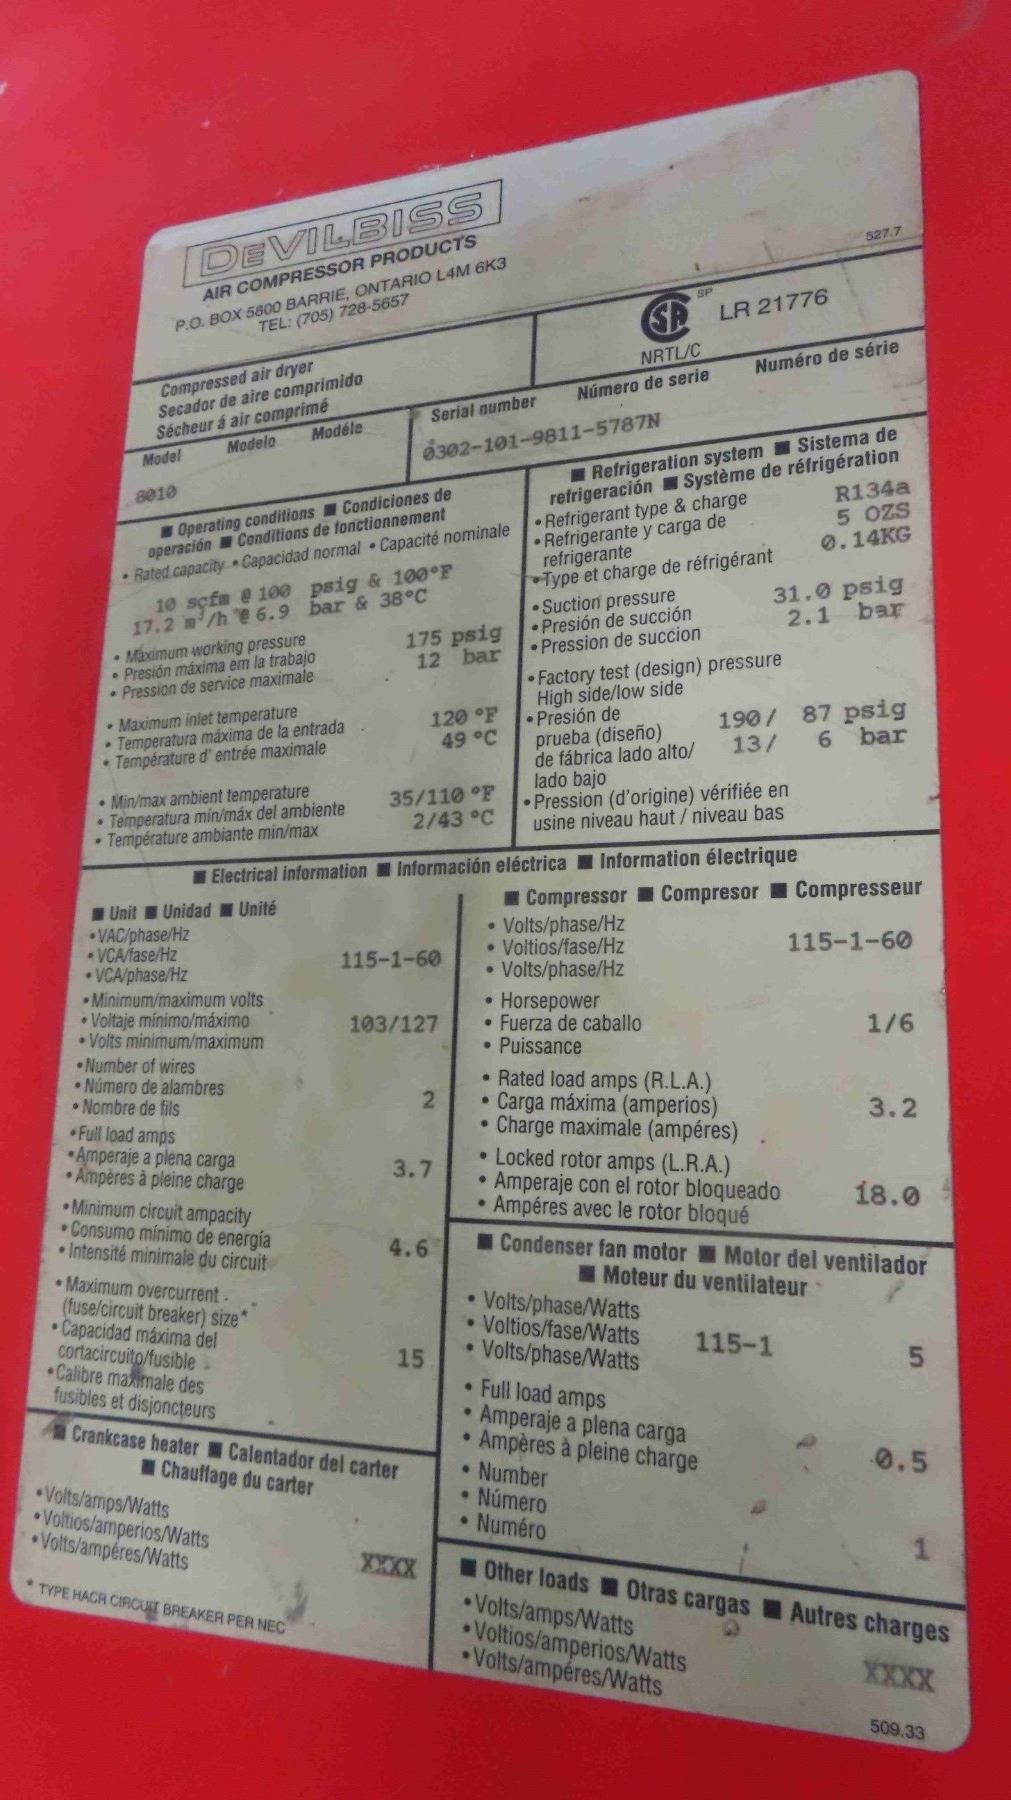 DEVILBISS
AIR COMPRESSOR PRODUCTS
P.O. BOX 5800 BARRIE, ONTARIO L4M 6K3
TEL: (705) 728-5657
527.7
SP
LR 21776
NRTL/C
Compressed air dryer
Secador de aire comprimido
Sécheur á air comprimé
Model Modelo Modéle
8010
Serial number Número de serie Numéro de série
0302-101-9811-5787N
■ Operating conditions ■ Condiciones de
operación ■ Conditions de fonctionnement
• Rated capacity • Capacidad normal • Capacité nominale
10 scfm @ 100 psig & 100°F
17.2 m³/h @ 6.9 bar & 38°C
• Máximum working pressure
• Presión máxima em la trabajo
• Pression de service maximale
175 psig
12 bar
• Maximum inlet temperature
• Temperatura máxima de la entrada
• Température d' entrée maximale
120 °F
49 °C
• Min/max ambient temperature
• Temperatura mín/máx del ambiente
• Température ambiante min/max
35/110 °F
2/43 °C
■ Refrigeration system ■ Sistema de
refrigeración ■ Système de réfrigération
• Refrigerant type & charge
• Refrigerante y carga de
refrigerante
• Type et charge de réfrigérant
R134a
5 OZS
0.14KG
• Suction pressure
• Presión de succión
• Pression de succion
31.0 psig
2.1 bar
• Factory test (design) pressure
High side/low side
• Presión de
prueba (diseño)
de fábrica lado alto/
lado bajo
• Pression (d'origine) vérifiée en
usine niveau haut / niveau bas
190/ 87 psig
13/ 6 bar
■ Electrical information ■ Información eléctrica ■ Information électrique
■ Unit ■ Unidad ■ Unité
• VAC/phase/Hz
• VCA/fase/Hz
• VCA/phase/Hz
115-1-60
• Minimum/maximum volts
• Voltaje mínimo/máximo
• Volts minimum/maximum
103/127
• Number of wires
• Número de alambres
• Nombre de fils
2
• Full load amps
• Amperaje a plena carga
• Ampères à pleine charge
3.7
• Minimum circuit ampacity
• Consumo mínimo de energía
• Intensité minimale du circuit
4.6
• Maximum overcurrent
(fuse/circuit breaker) size*
• Capacidad máxima del
cortacircuito/fusible
• Calibre maximale des
fusibles et disjoncteurs
15
■ Crankcase heater ■ Calentador del carter
■ Chauffage du carter
• Volts/amps/Watts
• Voltios/amperios/Watts
• Volts/ampéres/Watts
XXXX
* TYPE HACR CIRCUIT BREAKER PER NEC
■ Compressor ■ Compresor ■ Compresseur
• Volts/phase/Hz
• Voltios/fase/Hz
• Volts/phase/Hz
115-1-60
• Horsepower
• Fuerza de caballo
• Puissance
1/6
• Rated load amps (R.L.A.)
• Carga máxima (amperios)
• Charge maximale (ampéres)
3.2
• Locked rotor amps (L.R.A.)
• Amperaje con el rotor bloqueado
• Ampéres avec le rotor bloqué
18.0
■ Condenser fan motor ■ Motor del ventilador
■ Moteur du ventilateur
• Volts/phase/Watts
• Voltios/fase/Watts
• Volts/phase/Watts
115-1 5
• Full load amps
• Amperaje a plena carga
• Ampères à pleine charge
0.5
• Number
• Número
• Numéro
1
■ Other loads ■ Otras cargas ■ Autres charges
• Volts/amps/Watts
• Voltios/amperios/Watts
• Volts/ampéres/Watts
XXXX
509.33